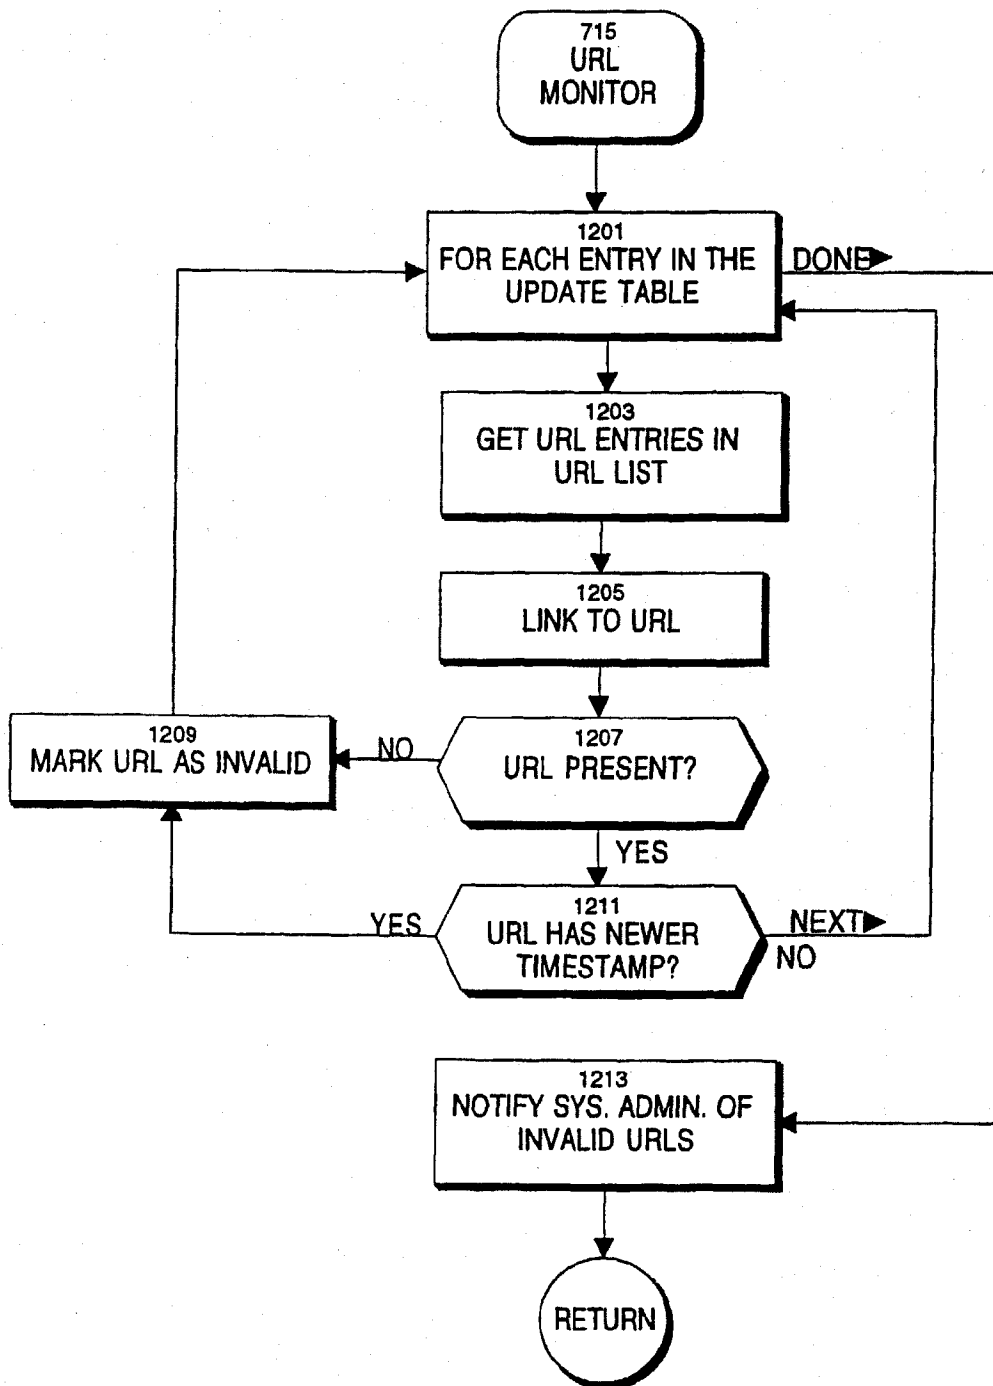 715
URL
MONITOR
1201
FOR EACH ENTRY IN THE
UPDATE TABLE
DONE
1203
GET URL ENTRIES IN
URL LIST
1205
LINK TO URL
1207
URL PRESENT?
NO
1209
MARK URL AS INVALID
YES
1211
URL HAS NEWER
TIMESTAMP?
YES
NEXT
NO
1213
NOTIFY SYS. ADMIN. OF
INVALID URLS
RETURN